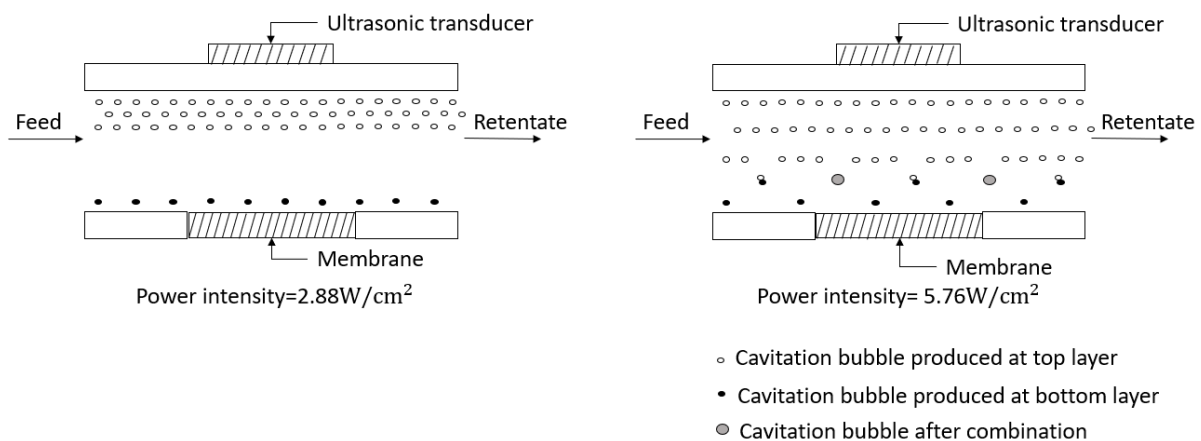 Ultrasonic transducer
Feed
Retentate
Membrane
Power intensity=2.88W/cm²
Ultrasonic transducer
Feed
Retentate
Membrane
Power intensity= 5.76W/cm²
Cavitation bubble produced at top layer
Cavitation bubble produced at bottom layer
Cavitation bubble after combination